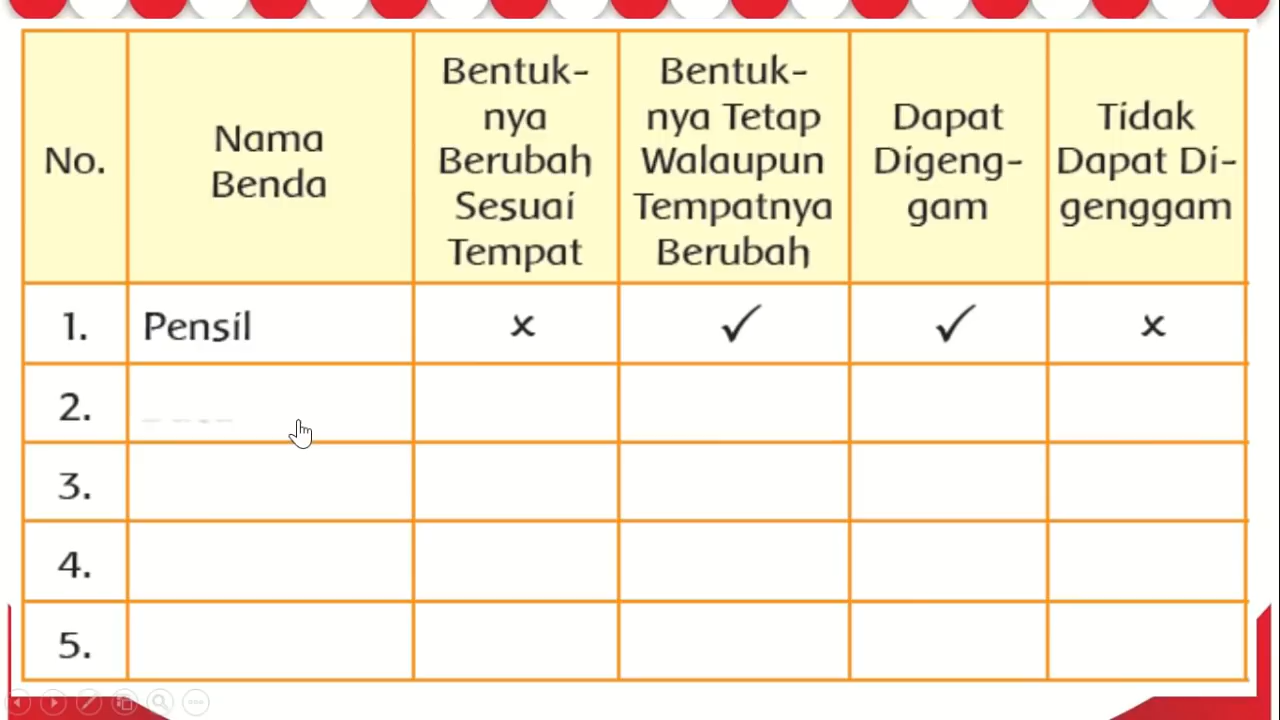 No.
Nama
Benda
Bentuk-
nya
Berubah
Sesuai
Tempat
Bentuk-
nya Tetap
Walaupun
Tempatnya
Berubah
Dapat
Digeng-
gam
Tidak
Dapat Di-
genggam
1. Pensil x ✓ ✓ x
2.
3.
4.
5.